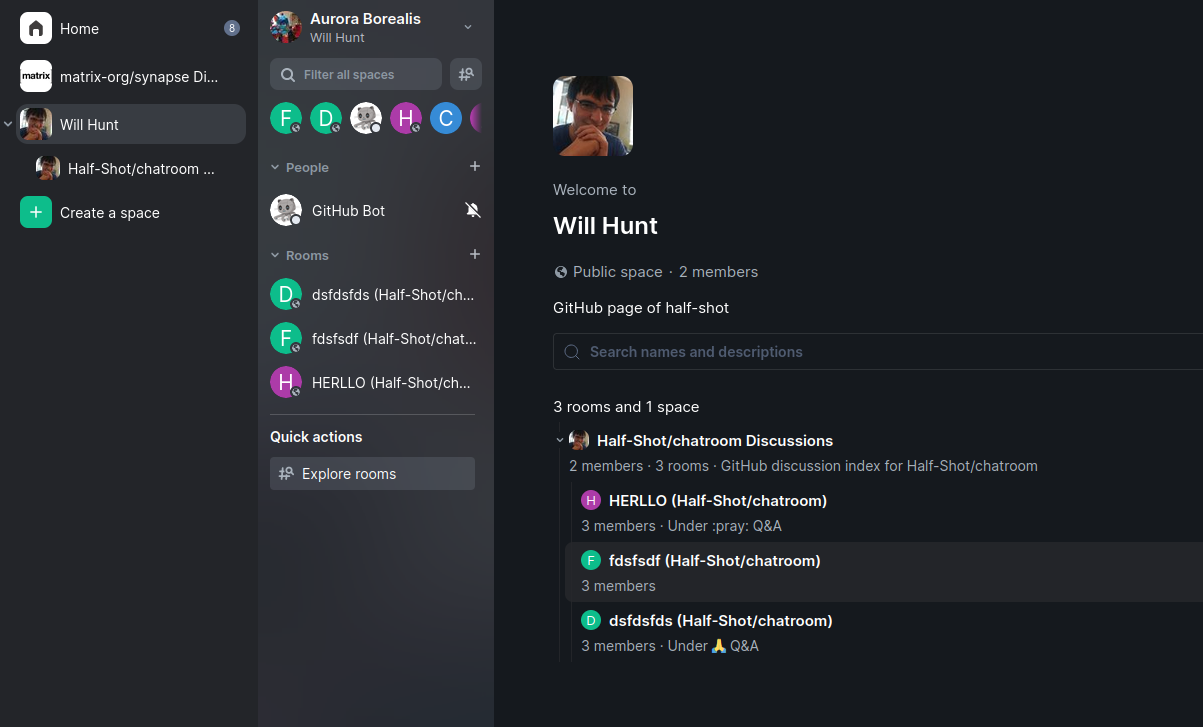 Home
8
matrix
matrix-org/synapse Di...
Will Hunt
Half-Shot/chatroom ...
+
Create a space
Aurora Borealis
Will Hunt
Filter all spaces
F D H C
People +
GitHub Bot
Rooms +
D dsfdsfds (Half-Shot/ch...
F fdsfsdf (Half-Shot/chat...
H HERLLO (Half-Shot/ch...
Quick actions
Explore rooms
Welcome to
Will Hunt
Public space · 2 members
GitHub page of half-shot
Search names and descriptions
3 rooms and 1 space
Half-Shot/chatroom Discussions
2 members · 3 rooms · GitHub discussion index for Half-Shot/chatroom
H HERLLO (Half-Shot/chatroom)
3 members · Under :pray: Q&A
F fdsfsdf (Half-Shot/chatroom)
3 members
D dsfdsfds (Half-Shot/chatroom)
3 members · Under 🙏 Q&A